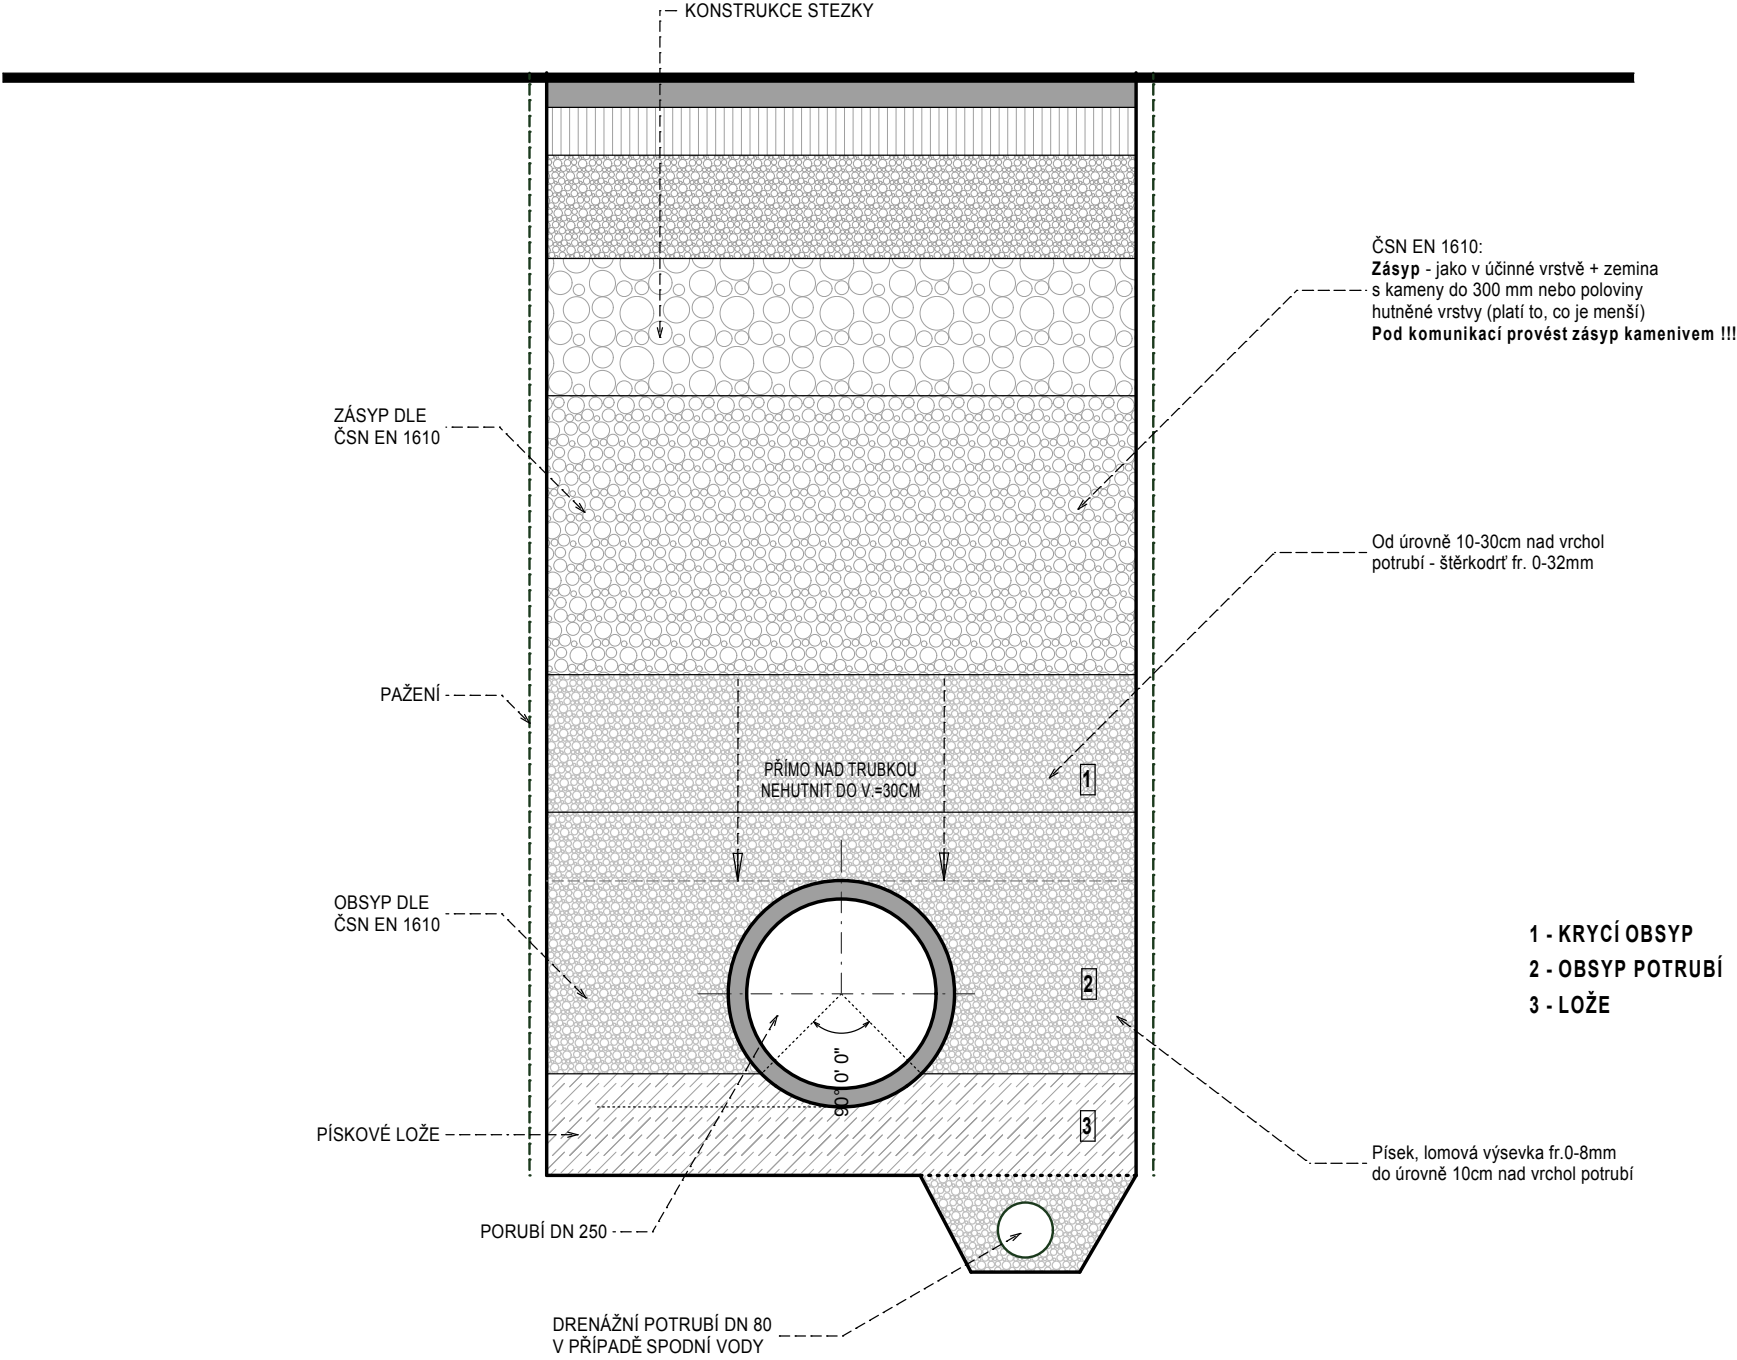 KONSTRUKCE STEZKY
ČSN EN 1610:
Zásyp - jako v účinné vrstvě + zemina
s kameny do 300 mm nebo poloviny
hutněné vrstvy (platí to, co je menší)
Pod komunikací provést zásyp kamenivem !!!
ZÁSYP DLE
ČSN EN 1610
Od úrovně 10-30cm nad vrchol
potrubí - štěrkodrť fr. 0-32mm
PAŽENÍ
PŘÍMO NAD TRUBKOU
NEHUTNIT DO V.=30CM
1
OBSYP DLE
ČSN EN 1610
2
1 - KRYCÍ OBSYP
2 - OBSYP POTRUBÍ
3 - LOŽE
90° 0' 0"
PÍSKOVÉ LOŽE
3
Písek, lomová výsevka fr.0-8mm
do úrovně 10cm nad vrchol potrubí
PORUBÍ DN 250
DRENÁŽNÍ POTRUBÍ DN 80
V PŘÍPADĚ SPODNÍ VODY